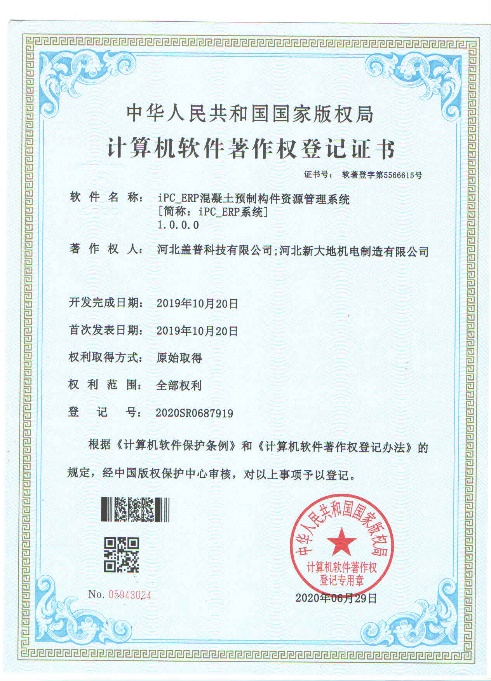 中华人民共和国国家版权局
计算机软件著作权登记证书
证书号： 软著登字第5566615号
软件名称： iPC_ERP混凝土预制构件资源管理系统
[简称：iPC_ERP系统]
1.0.0.0
著作权人： 河北盖普科技有限公司;河北新大地机电制造有限公司
开发完成日期： 2019年10月20日
首次发表日期： 2019年10月20日
权利取得方式： 原始取得
权利范围： 全部权利
登记号： 2020SR0687919
根据《计算机软件保护条例》和《计算机软件著作权登记办法》的
规定，经中国版权保护中心审核，对以上事项予以登记。
中华人民共和国国家版权局
计算机软件著作权
登记专用章
No. 05943024
2020年06月29日